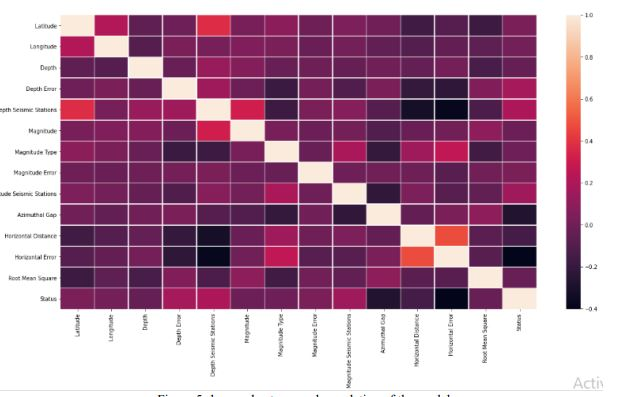 Latitude
Longitude
Depth
Depth Error
epth Seismic Stations
Magnitude
Magnitude Type
Magnitude Error
ude Seismic Stations
Azimuthal Gap
Horizontal Distance
Horizontal Error
Root Mean Square
Status
Latitude
Longitude
Depth
Depth Error
Depth Seismic Stations
Magnitude
Magnitude Type
Magnitude Error
Magnitude Seismic Stations
Azimuthal Gap
Horizontal Distance
Horizontal Error
Root Mean Square
Status
1.0
0.8
0.6
0.4
0.2
0.0
−0.2
−0.4
Activ